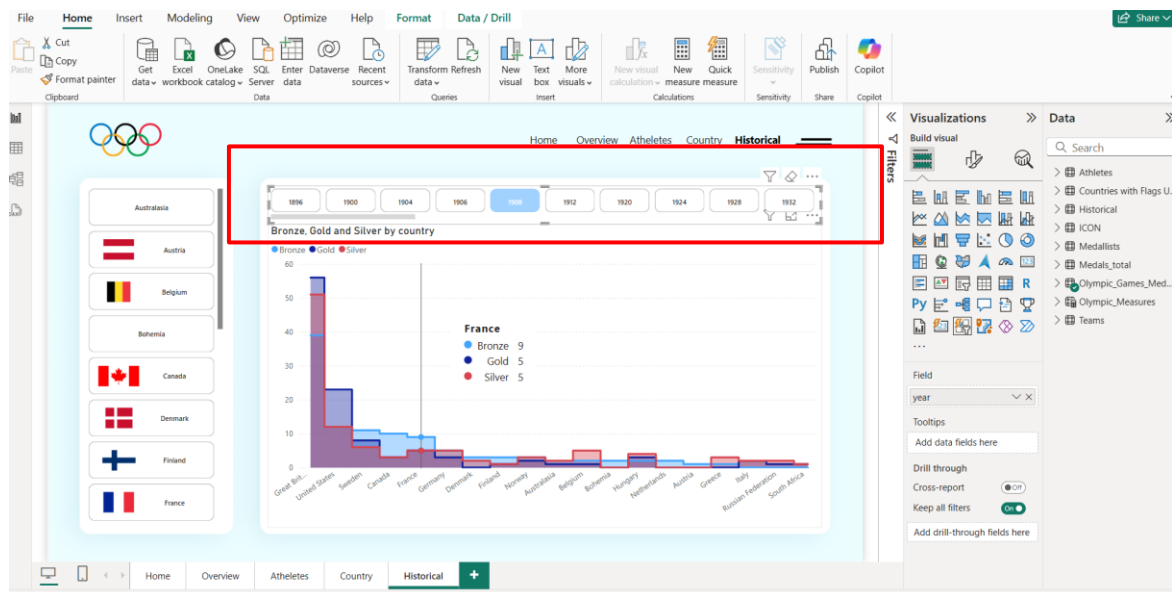 File Home Insert Modeling View Optimize Help Format Data / Drill Share
Paste Cut
Copy
Format painter
Get data Excel workbook OneLake catalog SQL Server Enter data Dataverse Recent sources Transform data Refresh New visual Text box More visuals New visual calculation New measure Quick measure Sensitivity Publish Copilot
Clipboard Data Queries Insert Calculations Sensitivity Share Copilot
Home Overview Atheletes Country Historical
1896 1900 1904 1906 1908 1912 1920 1924 1928 1932
Australasia
Austria
Belgium
Bohemia
Canada
Denmark
Finland
France
Bronze, Gold and Silver by country
Bronze Gold Silver
60
50
40
30
20
10
0
France
Bronze 9
Gold 5
Silver 5
Great Brit... United States Sweden Canada France Germany Denmark Finland Norway Australasia Belgium Bohemia Hungary Netherlands Austria Greece Italy Russian Federation South Africa
Filters
Visualizations
Build visual
R
Py
...
Field
year
Tooltips
Add data fields here
Drill through
Cross-report Off
Keep all filters On
Add drill-through fields here
Data
Search
Athletes
Countries with Flags U...
Historical
ICON
Medallists
Medals_total
Olympic_Games_Med...
Olympic_Measures
Teams
Home Overview Atheletes Country Historical +